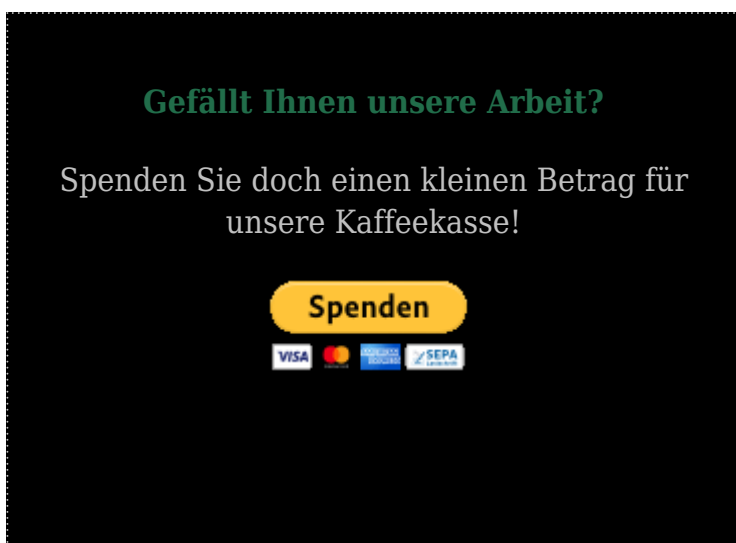 Gefällt Ihnen unsere Arbeit?
Spenden Sie doch einen kleinen Betrag für
unsere Kaffeekasse!
Spenden
VISA SEPA